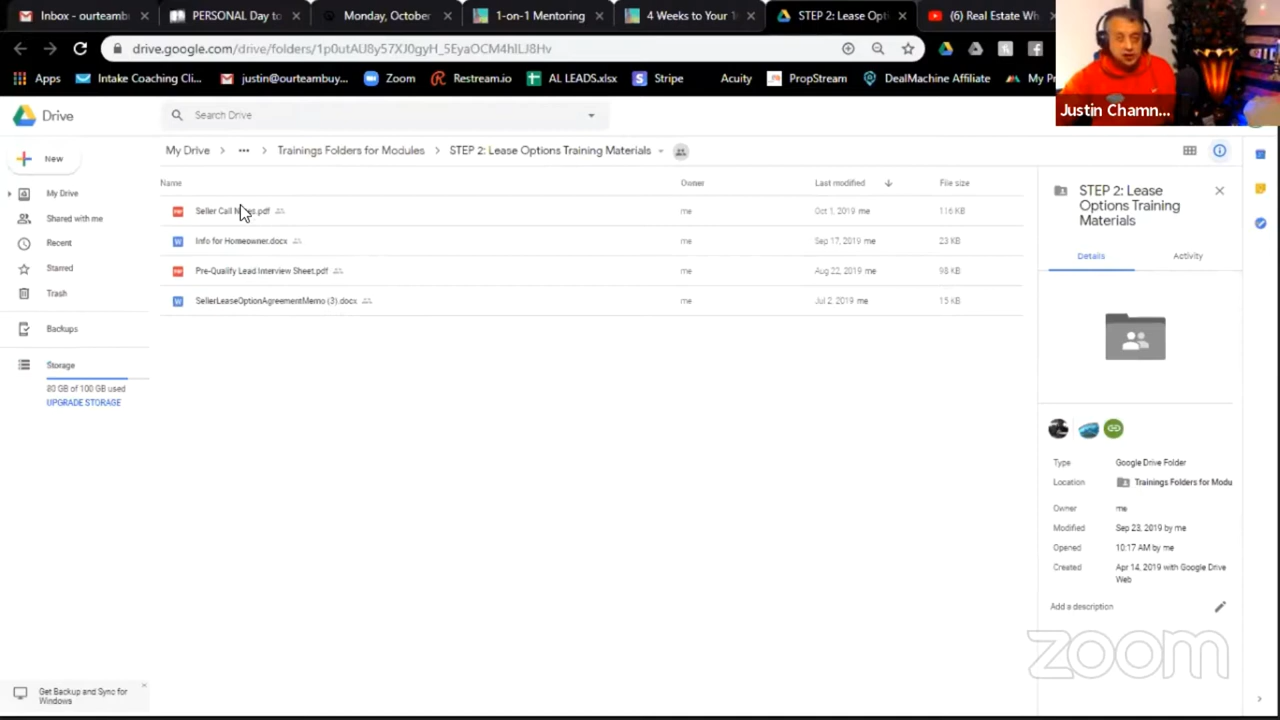 Inbox - ourteamb
PERSONAL Day to
Monday, October
1-on-1 Mentoring
4 Weeks to Your 1
STEP 2: Lease Opti
(6) Real Estate Wh
drive.google.com/drive/folders/1p0utAU8y57XJ0gyH_5EyaOCM4hlLJ8Hv
Apps
Intake Coaching Cli...
justin@ourteambuy...
Zoom
Restream.io
AL LEADS.xlsx
Stripe
Acuity
PropStream
DealMachine Affiliate
My Pr
Justin Chamn...
Drive
Search Drive
New
My Drive
Shared with me
Recent
Starred
Trash
Backups
Storage
80 GB of 100 GB used
UPGRADE STORAGE
Get Backup and Sync for
Windows
My Drive > ... > Trainings Folders for Modules > STEP 2: Lease Options Training Materials
Name Owner Last modified File size
Seller Call me Oct 1, 2019 me 116 KB
Info for Homeowner.docx me Sep 17, 2019 me 23 KB
Pre-Qualify Lead Interview Sheet.pdf me Aug 22, 2019 me 98 KB
SellerLeaseOptionAgreementMemo (3).docx me Jul 2, 2019 me 15 KB
STEP 2: Lease
Options Training
Materials
Details Activity
Type Google Drive Folder
Location Trainings Folders for Modu
Owner me
Modified Sep 23, 2019 by me
Opened 10:17 AM by me
Created Apr 14, 2019 with Google Drive
Web
Add a description
zoom